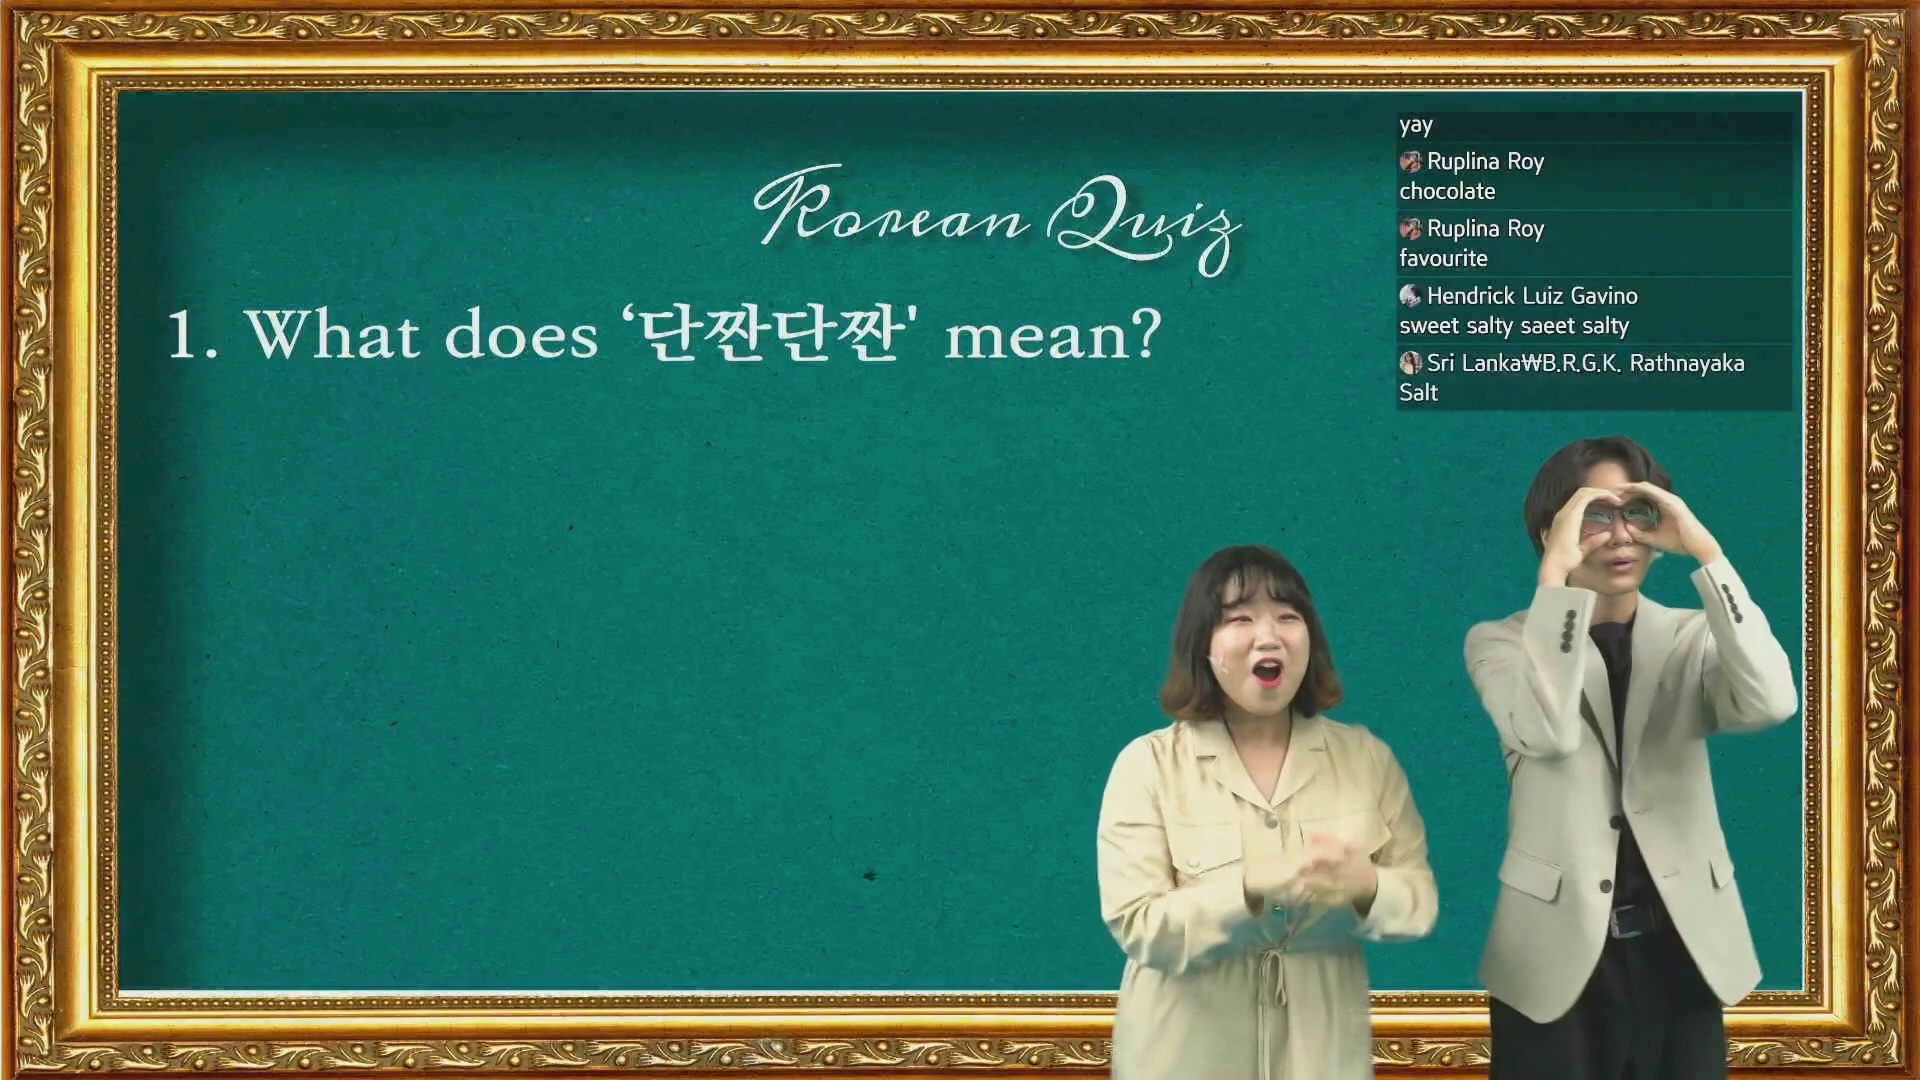 Korean Quiz
1. What does ‘단짠단짠' mean?
yay
Ruplina Roy
chocolate
Ruplina Roy
favourite
Hendrick Luiz Gavino
sweet salty saeet salty
Sri Lanka₩B.R.G.K. Rathnayaka
Salt